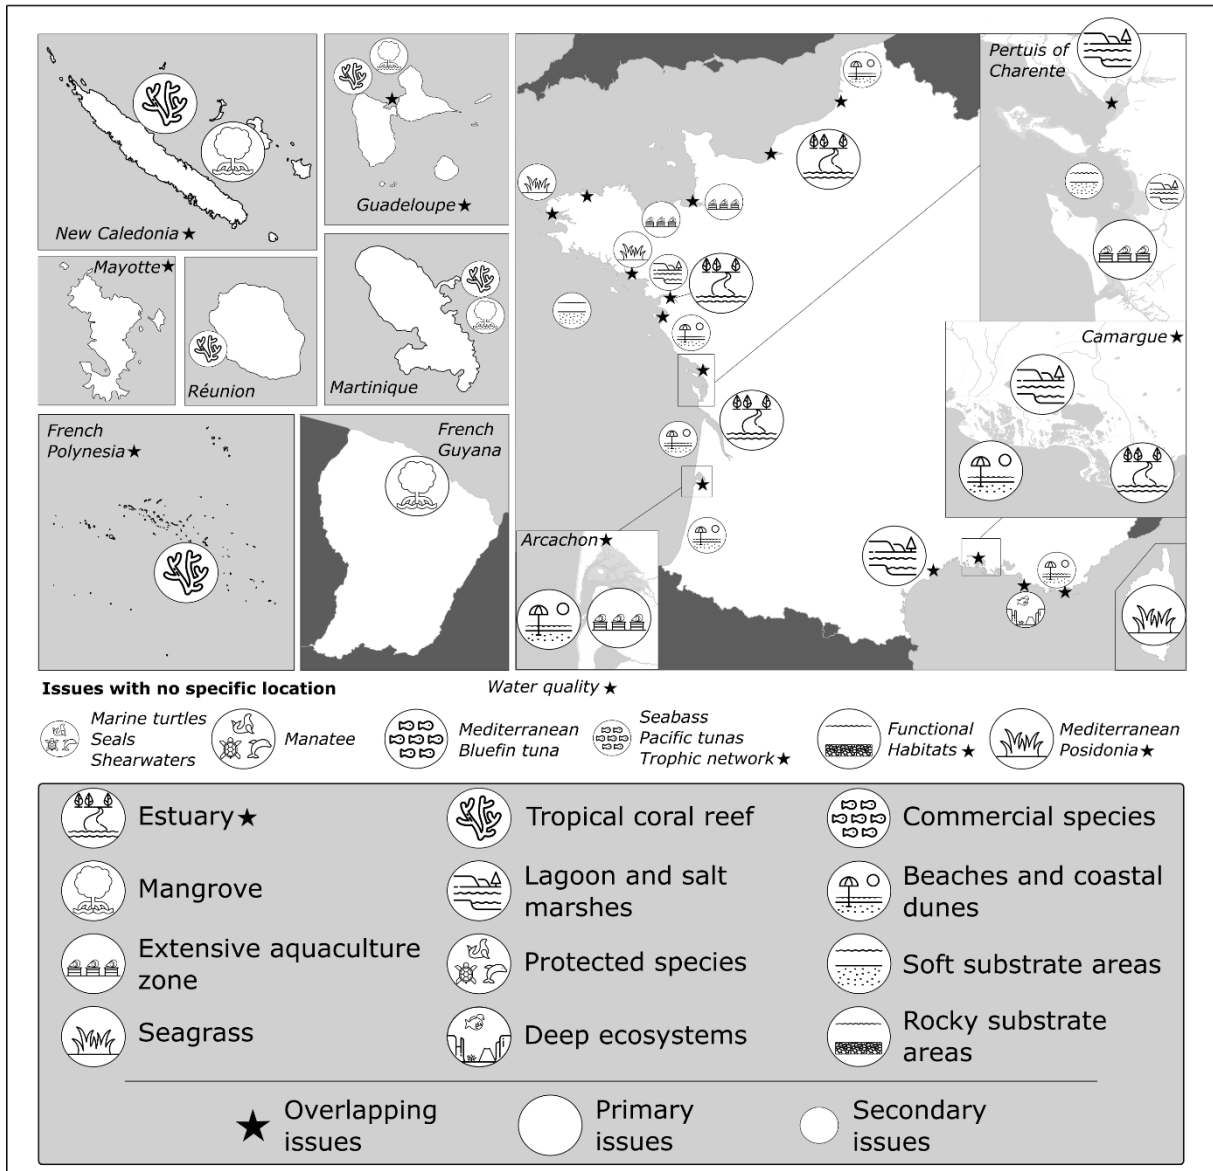 New Caledonia ★
Guadeloupe ★
Mayotte ★
Réunion
Martinique
French
Polynesia ★
French
Guyana
Pertuis of
Charente
Camargue ★
Arcachon ★
Issues with no specific location
Water quality ★
Marine turtles
Seals
Shearwaters
Manatee
Mediterranean
Bluefin tuna
Seabass
Pacific tunas
Trophic network ★
Functional
Habitats ★
Mediterranean
Posidonia ★
Estuary ★
Mangrove
Extensive aquaculture
zone
Seagrass
Tropical coral reef
Lagoon and salt
marshes
Protected species
Deep ecosystems
Commercial species
Beaches and coastal
dunes
Soft substrate areas
Rocky substrate
areas
★ Overlapping
issues
Primary
issues
Secondary
issues